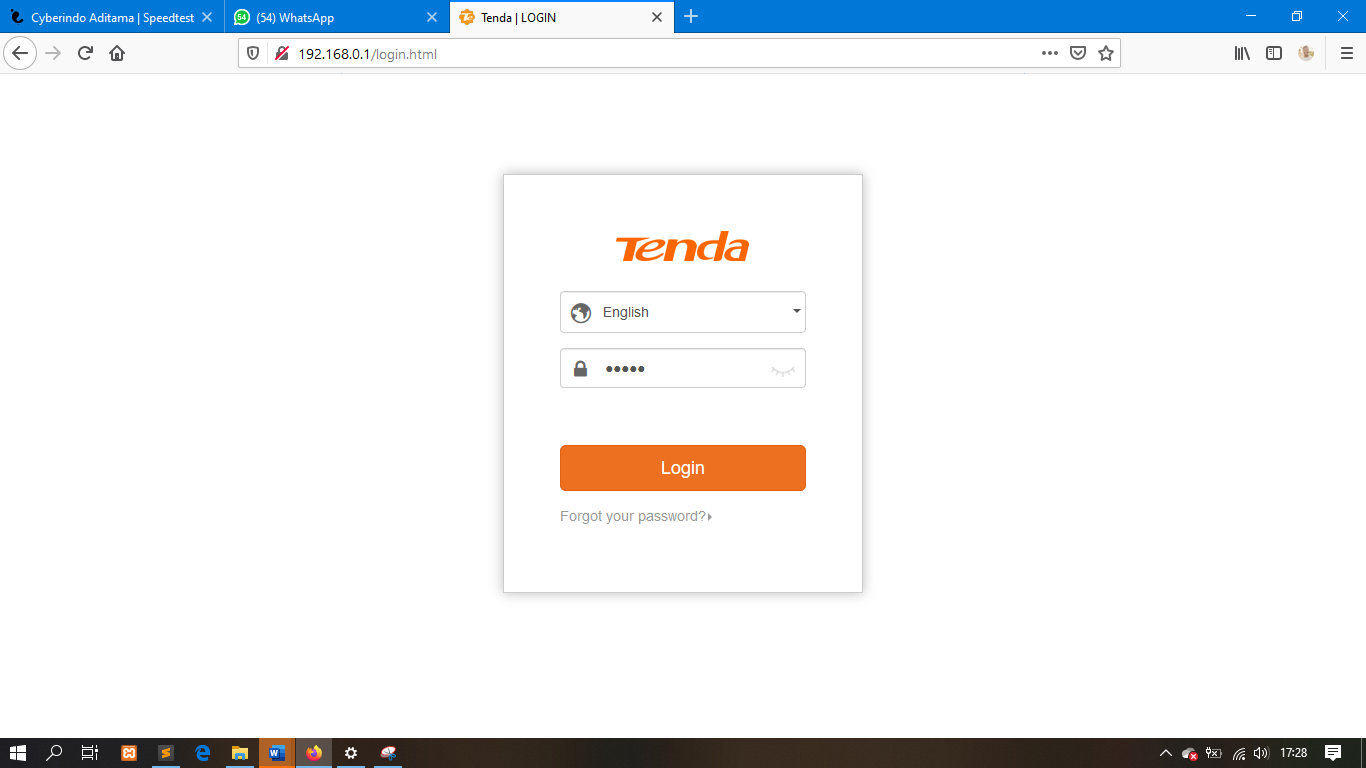 Cyberindo Aditama | Speedtest
54 (54) WhatsApp
Tenda | LOGIN
192.168.0.1/login.html
Tenda
English
•••••
Login
Forgot your password?
17:28